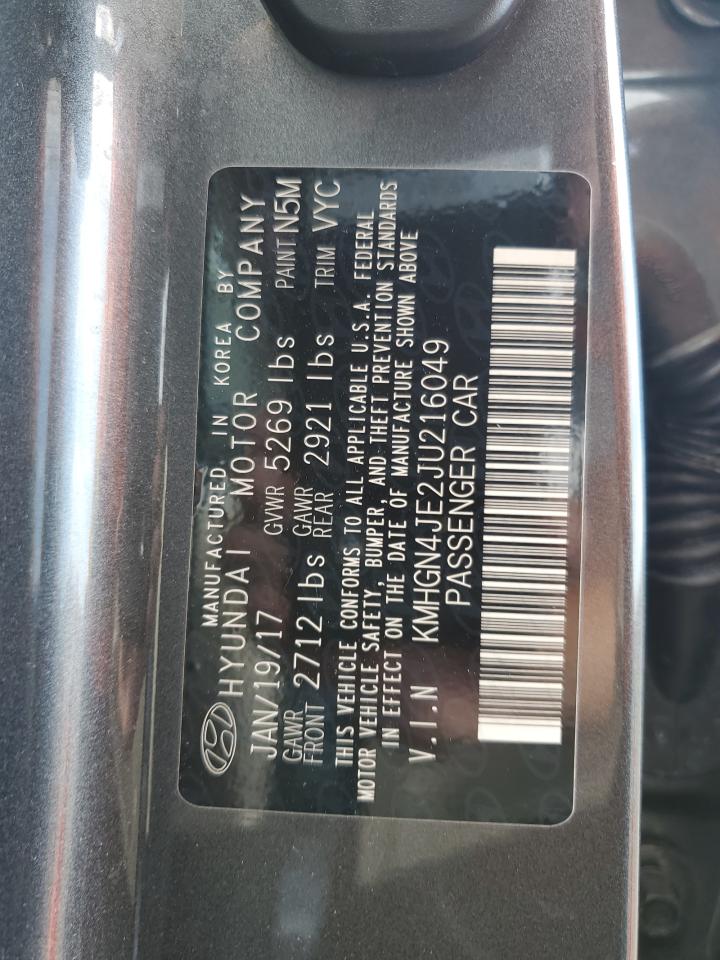 MANUFACTURED IN KOREA BY
HYUNDAI MOTOR COMPANY
JAN/19/17 GVWR 5269 lbs PAINT N5M
GAWR FRONT 2712 lbs GAWR REAR 2921 lbs TRIM VYC
THIS VEHICLE CONFORMS TO ALL APPLICABLE U.S.A. FEDERAL
MOTOR VEHICLE SAFETY, BUMPER, AND THEFT PREVENTION STANDARDS
IN EFFECT ON THE DATE OF MANUFACTURE SHOWN ABOVE
V.I.N KMHGN4JE2JU216049
PASSENGER CAR